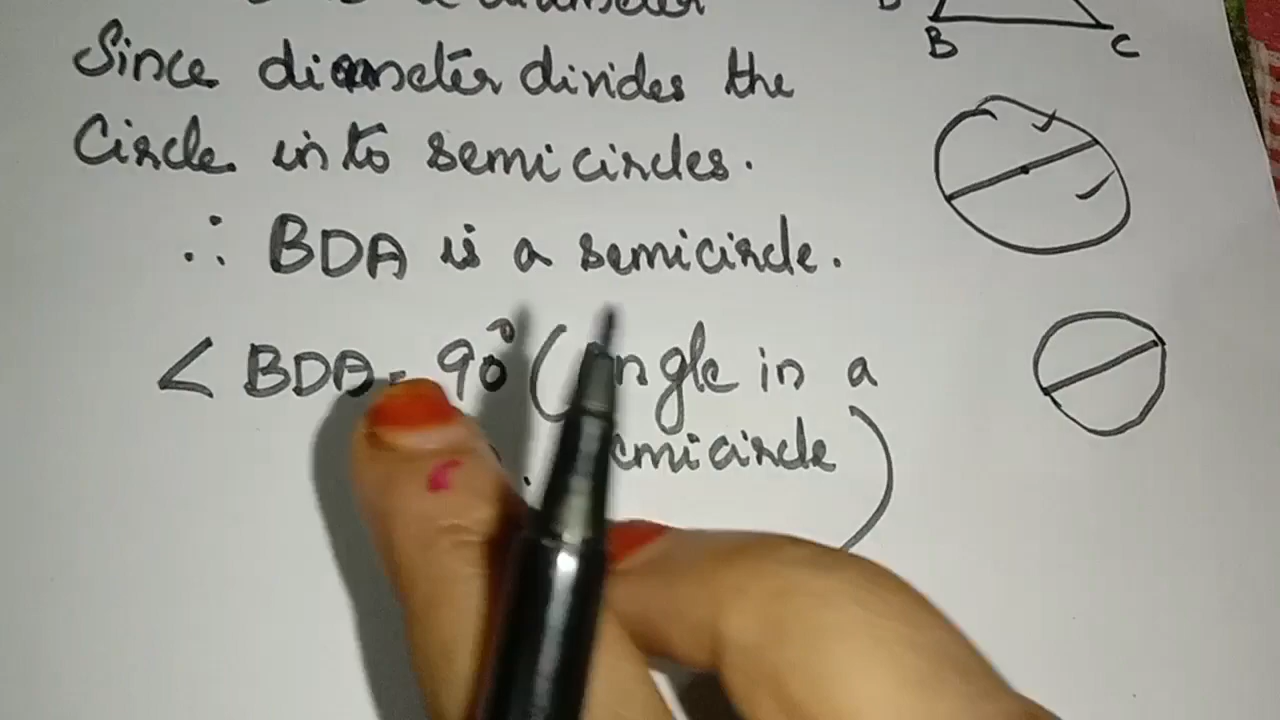 Since diameter divides the
Circle into semicircles.
∴ BDA is a semicircle.
< BDA = 90° (angle in a
semicircle)
B
C